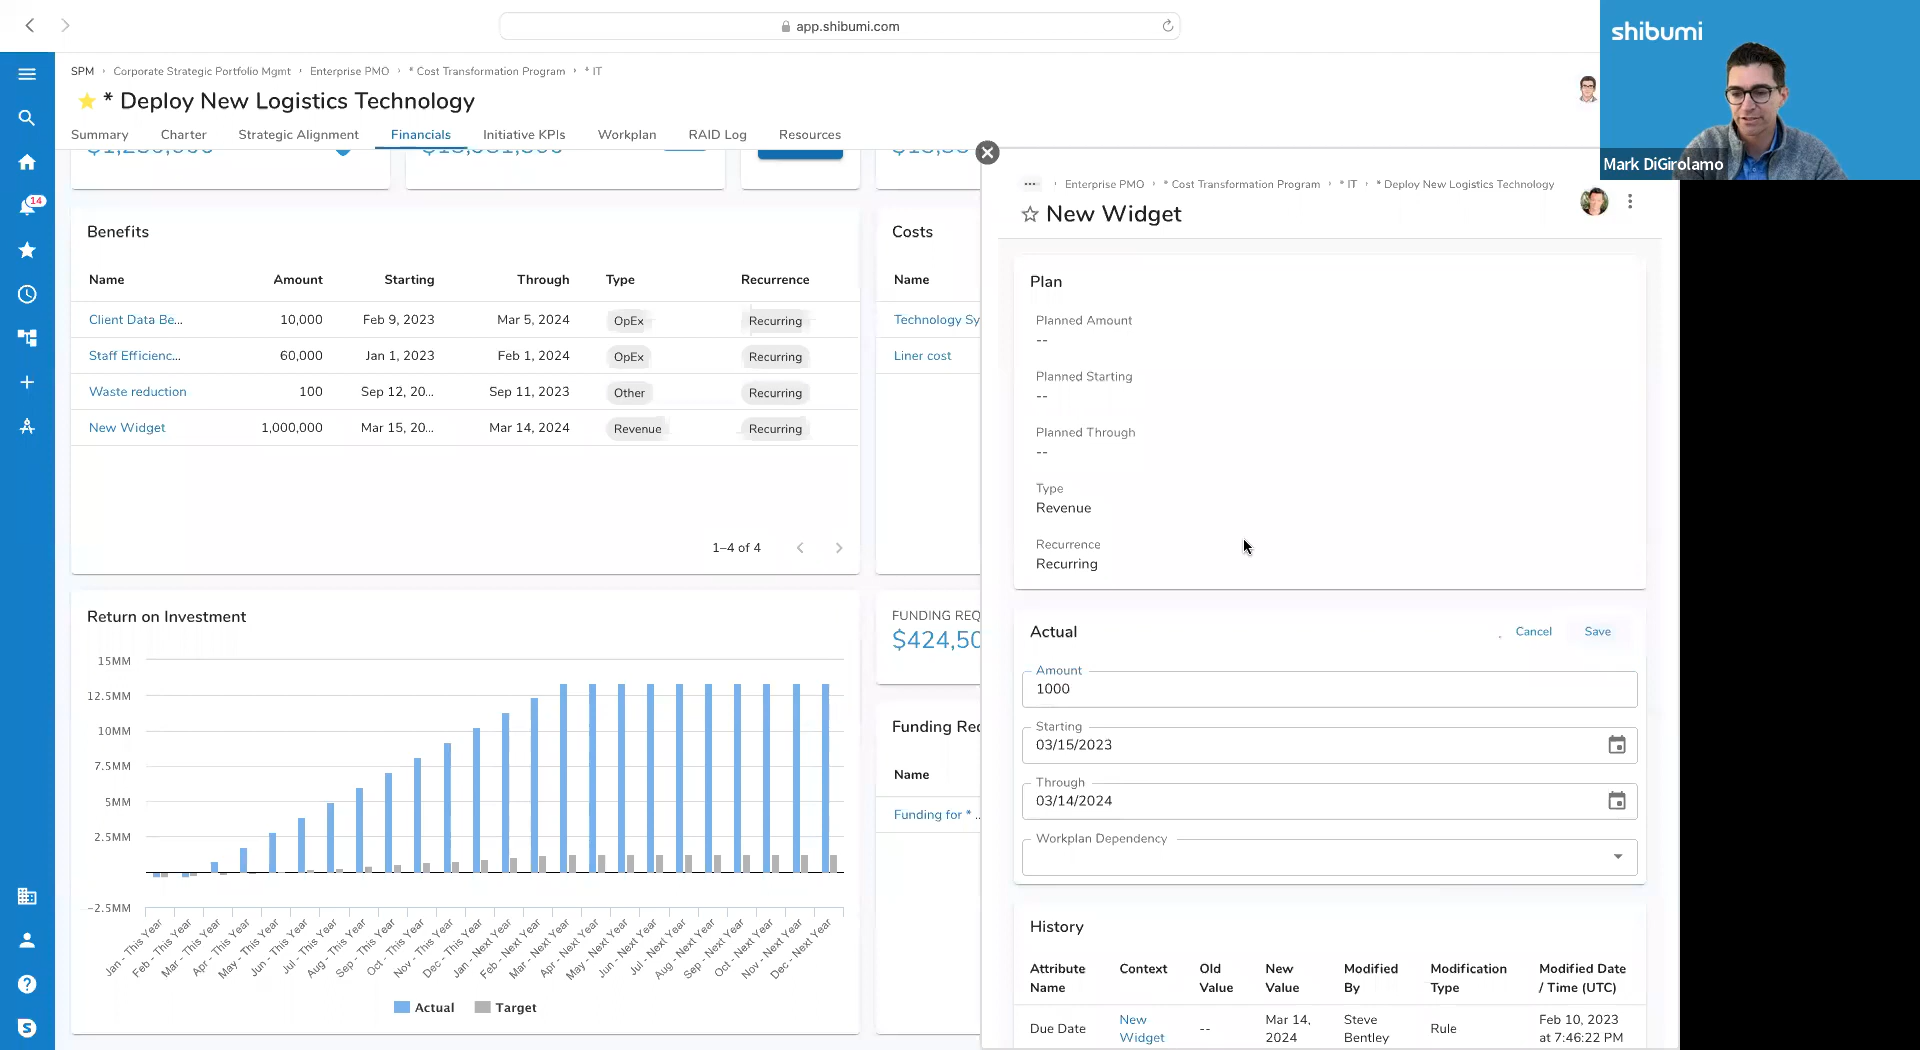 app.shibumi.com
shibumi
Mark DiGirolamo
SPM › Corporate Strategic Portfolio Mgmt › Enterprise PMO › * Cost Transformation Program › * IT
* Deploy New Logistics Technology
Summary Charter Strategic Alignment Financials Initiative KPIs Workplan RAID Log Resources
14
Benefits
Name Amount Starting Through Type Recurrence
Client Data Be... 10,000 Feb 9, 2023 Mar 5, 2024 OpEx Recurring
Staff Efficienc... 60,000 Jan 1, 2023 Feb 1, 2024 OpEx Recurring
Waste reduction 100 Sep 12, 20... Sep 11, 2023 Other Recurring
New Widget 1,000,000 Mar 15, 20... Mar 14, 2024 Revenue Recurring
1–4 of 4
Costs
Name
Technology Sy
Liner cost
Return on Investment
15MM
12.5MM
10MM
7.5MM
5MM
2.5MM
−2.5MM
Jan - This Year
Feb - This Year
Mar - This Year
Apr - This Year
May - This Year
Jun - This Year
Jul - This Year
Aug - This Year
Sep - This Year
Oct - This Year
Nov - This Year
Dec - This Year
Jan - Next Year
Feb - Next Year
Mar - Next Year
Apr - Next Year
May - Next Year
Jun - Next Year
Jul - Next Year
Aug - Next Year
Sep - Next Year
Oct - Next Year
Nov - Next Year
Dec - Next Year
Actual Target
FUNDING REQ
$424,50
Funding Req
Name
Funding for * ..
... › Enterprise PMO › * Cost Transformation Program › * IT › * Deploy New Logistics Technology
New Widget
Plan
Planned Amount
--
Planned Starting
--
Planned Through
--
Type
Revenue
Recurrence
Recurring
Actual Cancel Save
Amount
1000
Starting
03/15/2023
Through
03/14/2024
Workplan Dependency
History
Attribute Name Context Old Value New Value Modified By Modification Type Modified Date / Time (UTC)
Due Date New Widget -- Mar 14, 2024 Steve Bentley Rule Feb 10, 2023 at 7:46:22 PM